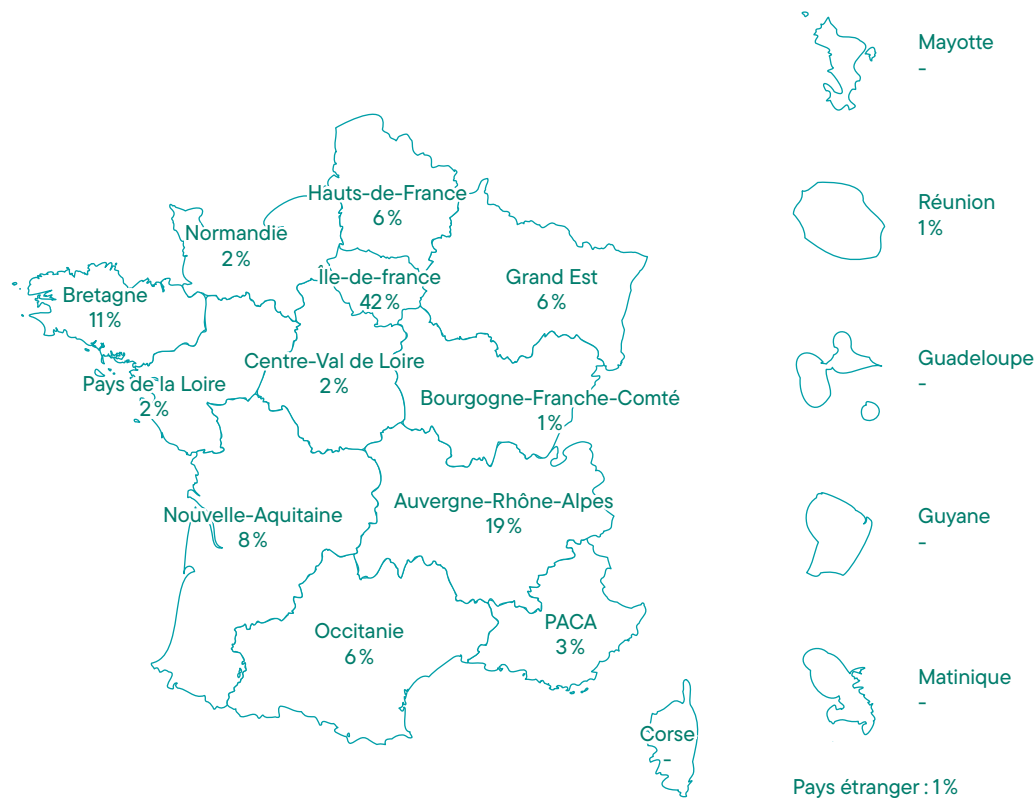 Mayotte
-
Hauts-de-France
6 %
Réunion
1 %
Normandie
2 %
Île-de-france
42 %
Grand Est
6 %
Bretagne
11 %
Centre-Val de Loire
2 %
Guadeloupe
-
Pays de la Loire
2 %
Bourgogne-Franche-Comté
1 %
Auvergne-Rhône-Alpes
19 %
Nouvelle-Aquitaine
8 %
Guyane
-
Occitanie
6 %
PACA
3 %
Matinique
-
Corse
-
Pays étranger : 1 %